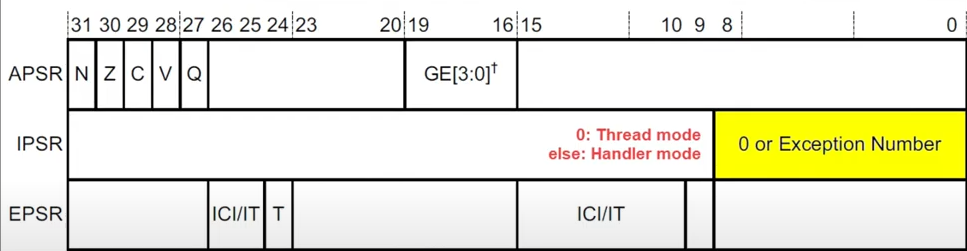 31 30 29 28 27 26 25 24 23 20 19 16 15 10 9 8 0
APSR N Z C V Q GE[3:0]†
IPSR 0: Thread mode
else: Handler mode
0 or Exception Number
EPSR ICI/IT T ICI/IT